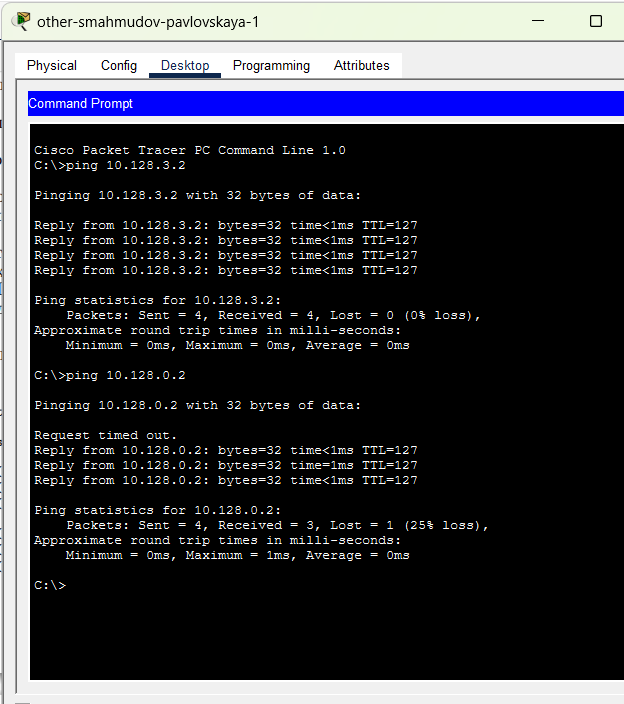 other-smahmudov-pavlovskaya-1
Physical Config Desktop Programming Attributes
Command Prompt
Cisco Packet Tracer PC Command Line 1.0
C:\>ping 10.128.3.2
Pinging 10.128.3.2 with 32 bytes of data:
Reply from 10.128.3.2: bytes=32 time<1ms TTL=127
Reply from 10.128.3.2: bytes=32 time<1ms TTL=127
Reply from 10.128.3.2: bytes=32 time<1ms TTL=127
Reply from 10.128.3.2: bytes=32 time<1ms TTL=127
Ping statistics for 10.128.3.2:
Packets: Sent = 4, Received = 4, Lost = 0 (0% loss),
Approximate round trip times in milli-seconds:
Minimum = 0ms, Maximum = 0ms, Average = 0ms
C:\>ping 10.128.0.2
Pinging 10.128.0.2 with 32 bytes of data:
Request timed out.
Reply from 10.128.0.2: bytes=32 time<1ms TTL=127
Reply from 10.128.0.2: bytes=32 time=1ms TTL=127
Reply from 10.128.0.2: bytes=32 time<1ms TTL=127
Ping statistics for 10.128.0.2:
Packets: Sent = 4, Received = 3, Lost = 1 (25% loss),
Approximate round trip times in milli-seconds:
Minimum = 0ms, Maximum = 1ms, Average = 0ms
C:\>